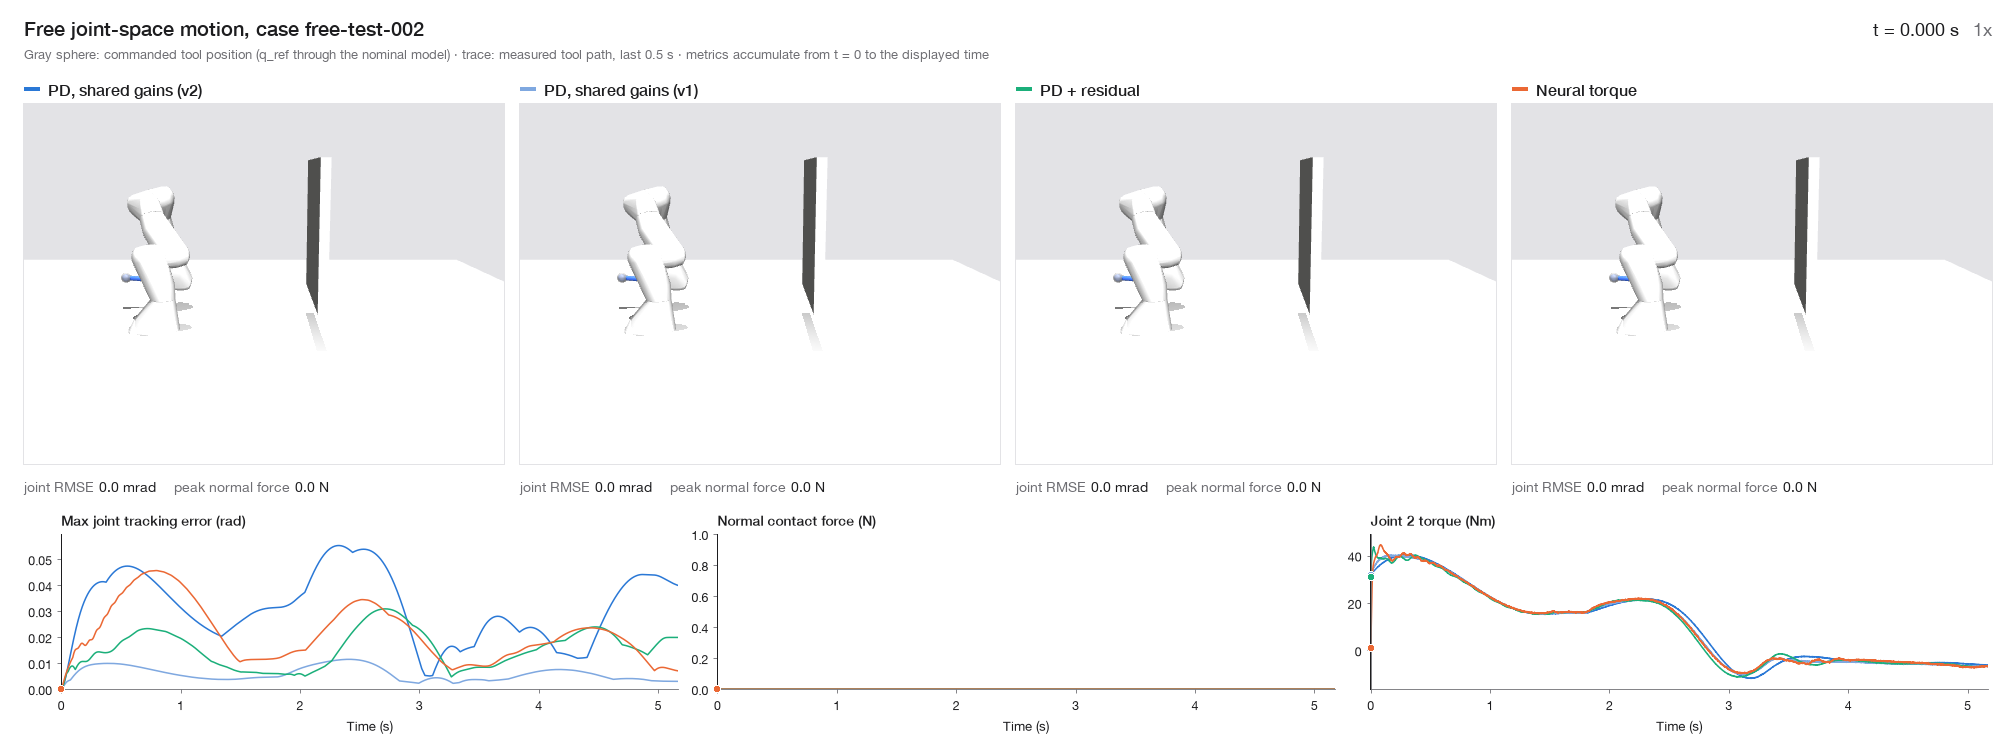 Free joint-space motion, case free-test-002
t = 0.000 s 1x
Gray sphere: commanded tool position (q_ref through the nominal model) · trace: measured tool path, last 0.5 s · metrics accumulate from t = 0 to the displayed time
PD, shared gains (v2)
PD, shared gains (v1)
PD + residual
Neural torque
joint RMSE 0.0 mrad peak normal force 0.0 N
joint RMSE 0.0 mrad peak normal force 0.0 N
joint RMSE 0.0 mrad peak normal force 0.0 N
joint RMSE 0.0 mrad peak normal force 0.0 N
Max joint tracking error (rad)
0.05
0.04
0.03
0.02
0.01
0.00
0 1 2 3 4 5
Time (s)
Normal contact force (N)
1.0
0.8
0.6
0.4
0.2
0.0
0 1 2 3 4 5
Time (s)
Joint 2 torque (Nm)
40
20
0
0 1 2 3 4 5
Time (s)